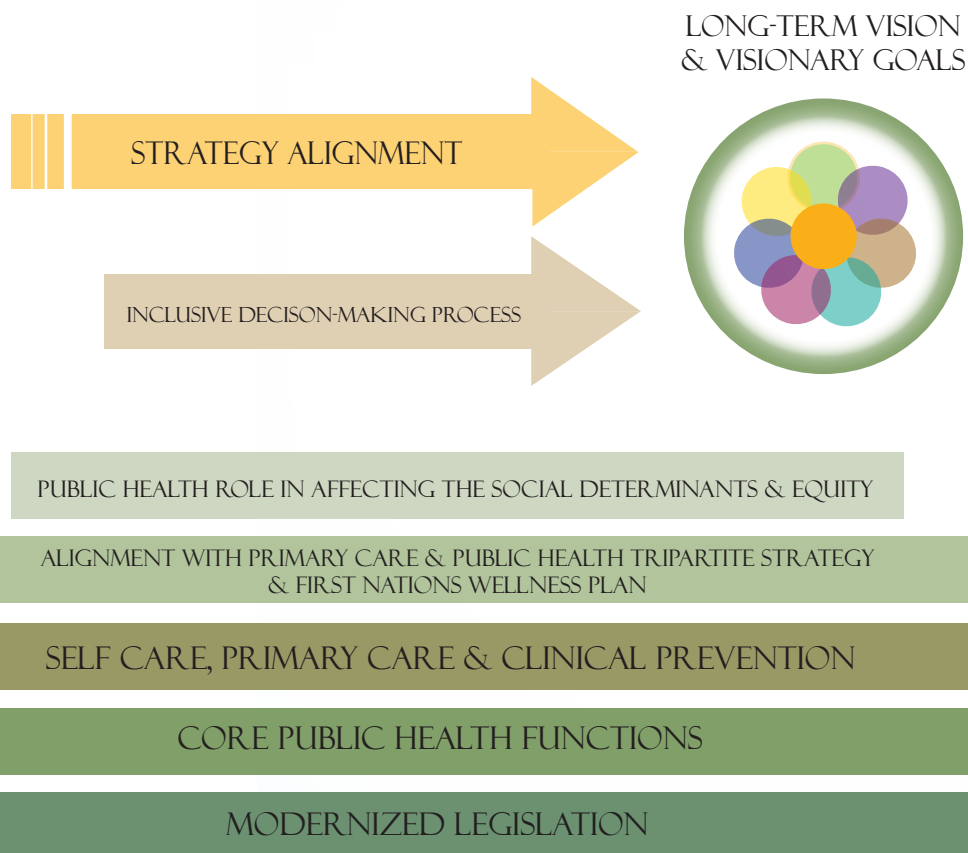 LONG-TERM VISION
& VISIONARY GOALS
STRATEGY ALIGNMENT
INCLUSIVE DECISON-MAKING PROCESS
PUBLIC HEALTH ROLE IN AFFECTING THE SOCIAL DETERMINANTS & EQUITY
ALIGNMENT WITH PRIMARY CARE & PUBLIC HEALTH TRIPARTITE STRATEGY
& FIRST NATIONS WELLNESS PLAN
SELF CARE, PRIMARY CARE & CLINICAL PREVENTION
CORE PUBLIC HEALTH FUNCTIONS
MODERNIZED LEGISLATION